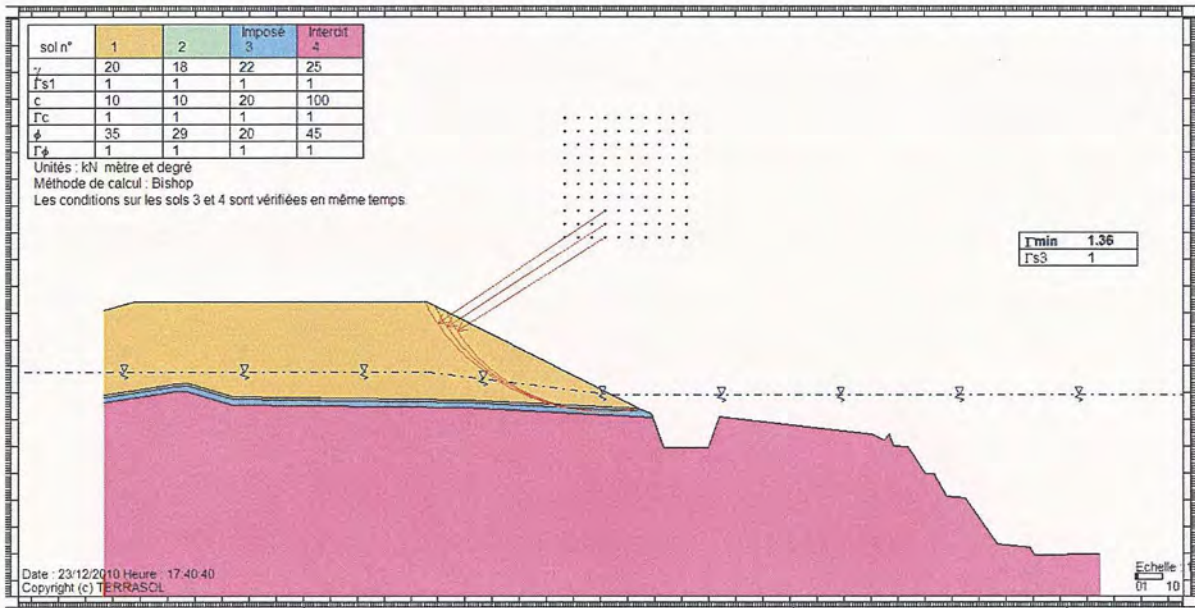 Imposé Interdit
sol n° 1 2 3 4
γ 20 18 22 25
Γs1 1 1 1 1
c 10 10 20 100
Γc 1 1 1 1
ϕ 35 29 20 45
Γϕ 1 1 1 1
Unités : kN mètre et degré
Méthode de calcul : Bishop
Les conditions sur les sols 3 et 4 sont vérifiées en même temps.
Γmin 1.36
Γs3 1
Date : 23/12/2010 Heure : 17:40:40
Copyright (c) TERRASOL
Echelle :
01 10